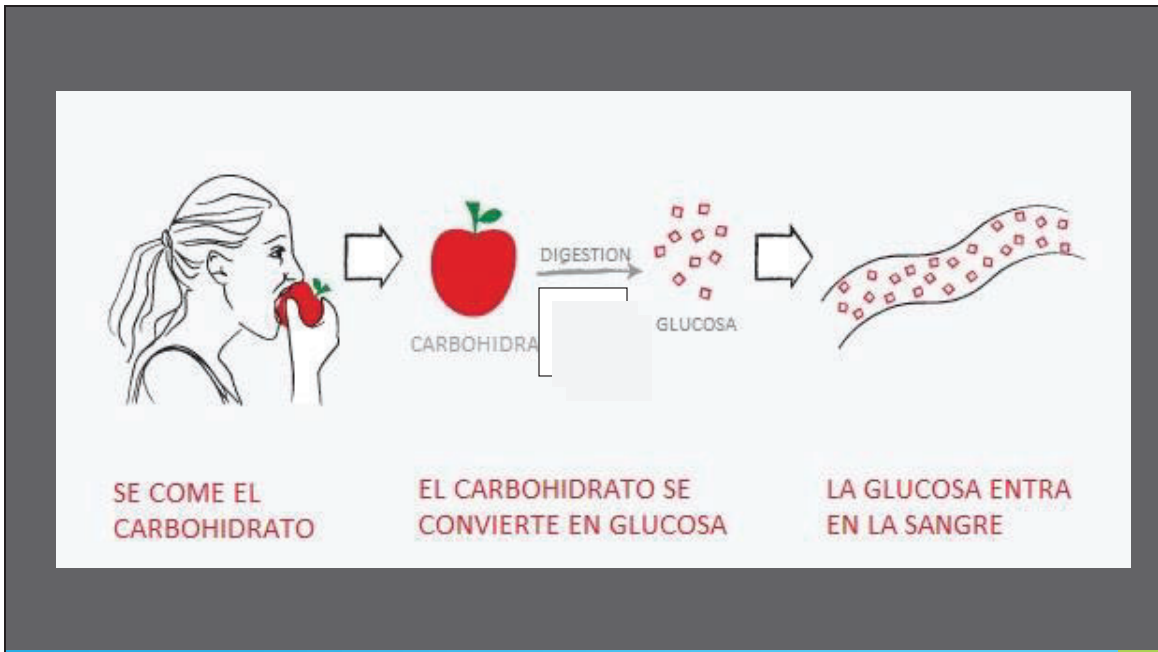 DIGESTION
CARBOHIDRA
GLUCOSA
SE COME EL
CARBOHIDRATO
EL CARBOHIDRATO SE
CONVIERTE EN GLUCOSA
LA GLUCOSA ENTRA
EN LA SANGRE